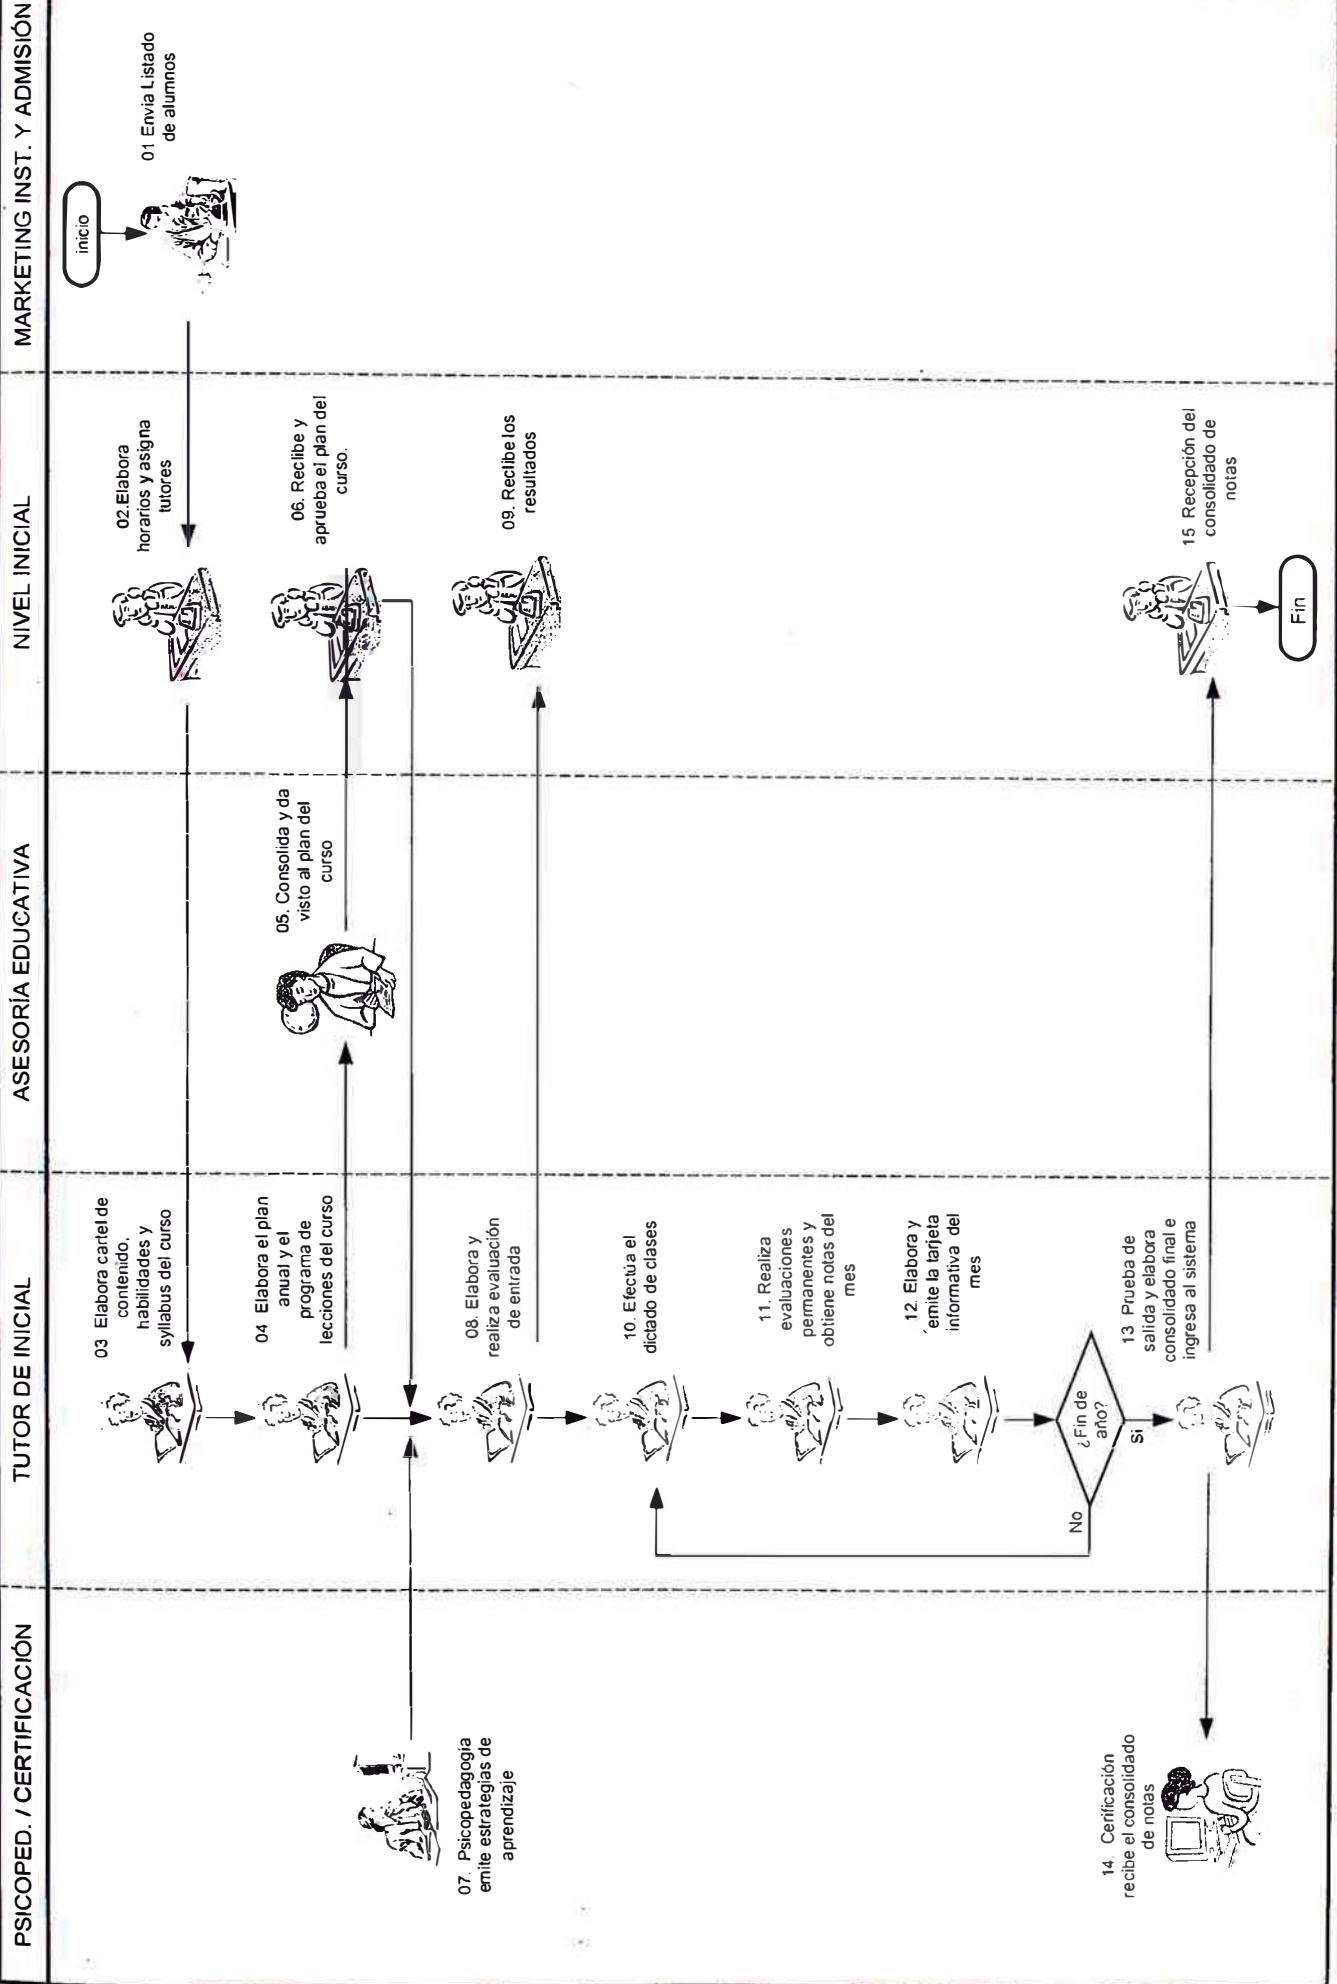 PSICOPED. / CERTIFICACIÓN
TUTOR DE INICIAL
ASESORÍA EDUCATIVA
NIVEL INICIAL
MARKETING INST. Y ADMISIÓN
inicio
01 Envia Listado
de alumnos
02.Elabora
horarios y asigna
tutores
03 Elabora cartel de
contenido,
habilidades y
syllabus del curso
04 Elabora el plan
anual y el
programa de
lecciones del curso
05. Consolida y da
visto al plan del
curso
06. Reclibe y
aprueba el plan del
curso.
07. Psicopedagogia
emite estrategias de
aprendizaje
08. Elabora y
realiza evaluación
de entrada
09. Reclibe los
resultados
10. Efectúa el
dictado de clases
11. Realiza
evaluaciones
permanentes y
obtiene notas del
mes
12. Elabora y
emite la tarjeta
informativa del
mes
¿Fin de
año?
No
Si
13 Prueba de
salida y elabora
consolidado final e
ingresa al sistema
14. Cerificación
recibe el consolidado
de notas
15 Recepción del
consolidado de
notas
Fin